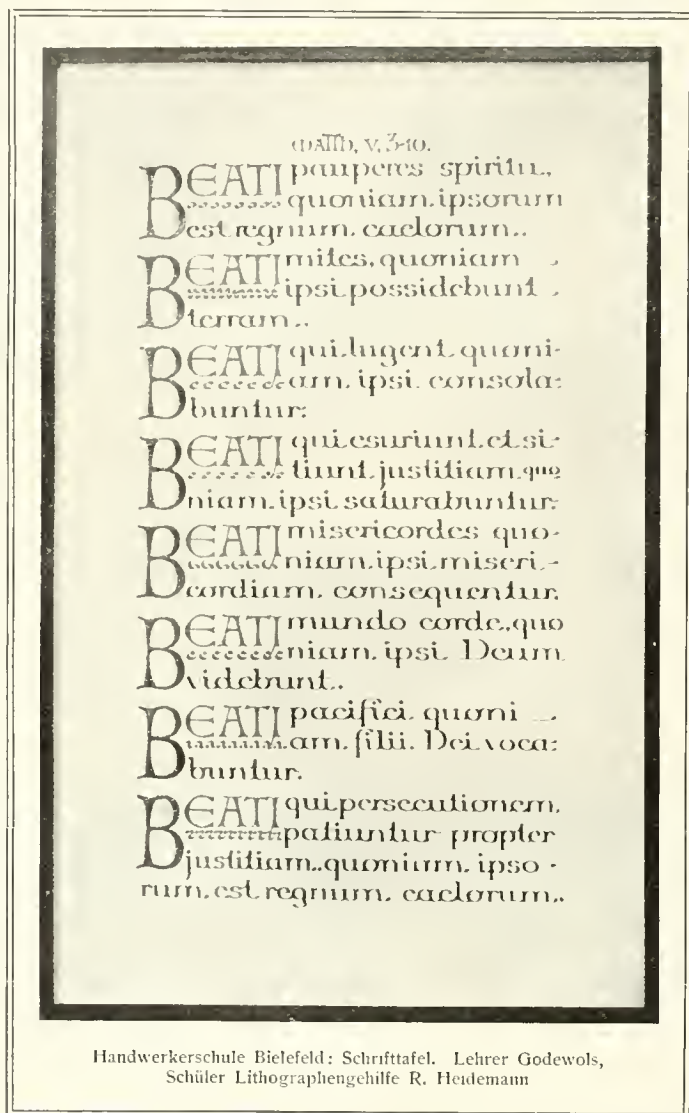 MATTH, V, 3-10.
BEATI pauperes spiritu.,
quoniam. ipsorum
est regnum. caelorum..
BEATI mites, quoniam
ipsi possidebunt
terram..
BEATI qui lugent quoni-
am. ipsi. consola:
buntur:
BEATI qui esuriunt et si-
tiunt justitiam. quo
niam. ipsi saturabuntur:
BEATI misericordes quo-
niam. ipsi miseri.-
cordiam. consequentur.
BEATI mundo corde., quo
niam. ipsi. Deum
videbunt..
BEATI pacifici. quoni
am. filii. Dei voca:
buntur.
BEATI qui persecutionem.
patiuntur propter
justitiam.. quonium. ipso-
rum. est regnum. caelorum..
Handwerkerschule Bielefeld: Schrifttafel. Lehrer Godewols,
Schüler Lithographengehilfe R. Heidemann